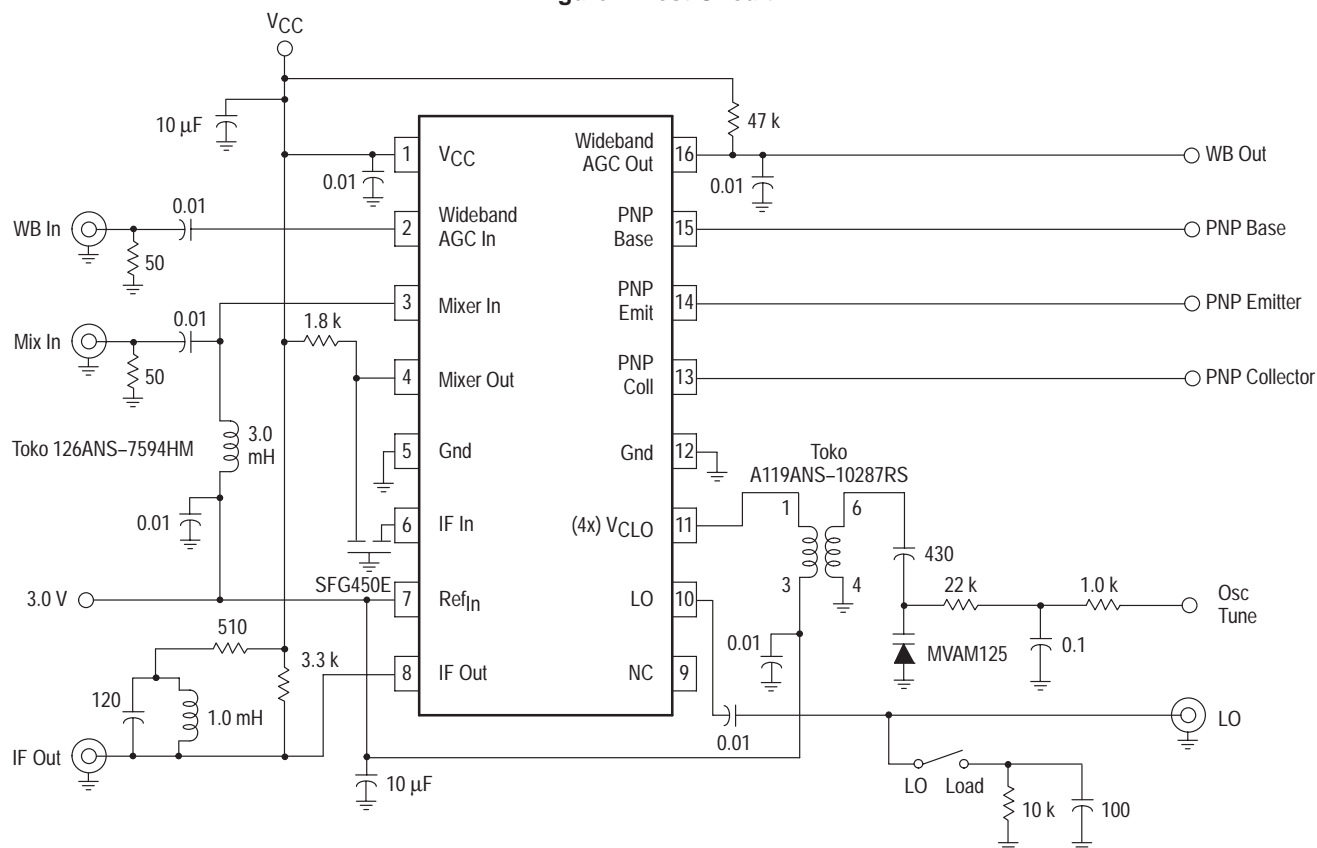 VCC
10 µF
47 k
1
VCC
Wideband
AGC Out
16
WB Out
0.01
0.01
WB In
0.01
50
2
Wideband
AGC In
PNP
Base
15
PNP Base
Mix In
0.01
50
3
Mixer In
PNP
Emit
14
PNP Emitter
1.8 k
4
Mixer Out
PNP
Coll
13
PNP Collector
Toko 126ANS–7594HM
3.0
mH
5
Gnd
Gnd
12
Toko
A119ANS–10287RS
0.01
6
IF In
(4x) VCLO
11
1
6
3
4
430
SFG450E
3.0 V
7
RefIn
LO
10
22 k
1.0 k
Osc
Tune
0.01
MVAM125
0.1
510
3.3 k
8
IF Out
NC
9
120
1.0 mH
IF Out
10 µF
0.01
LO
LO Load
10 k
100